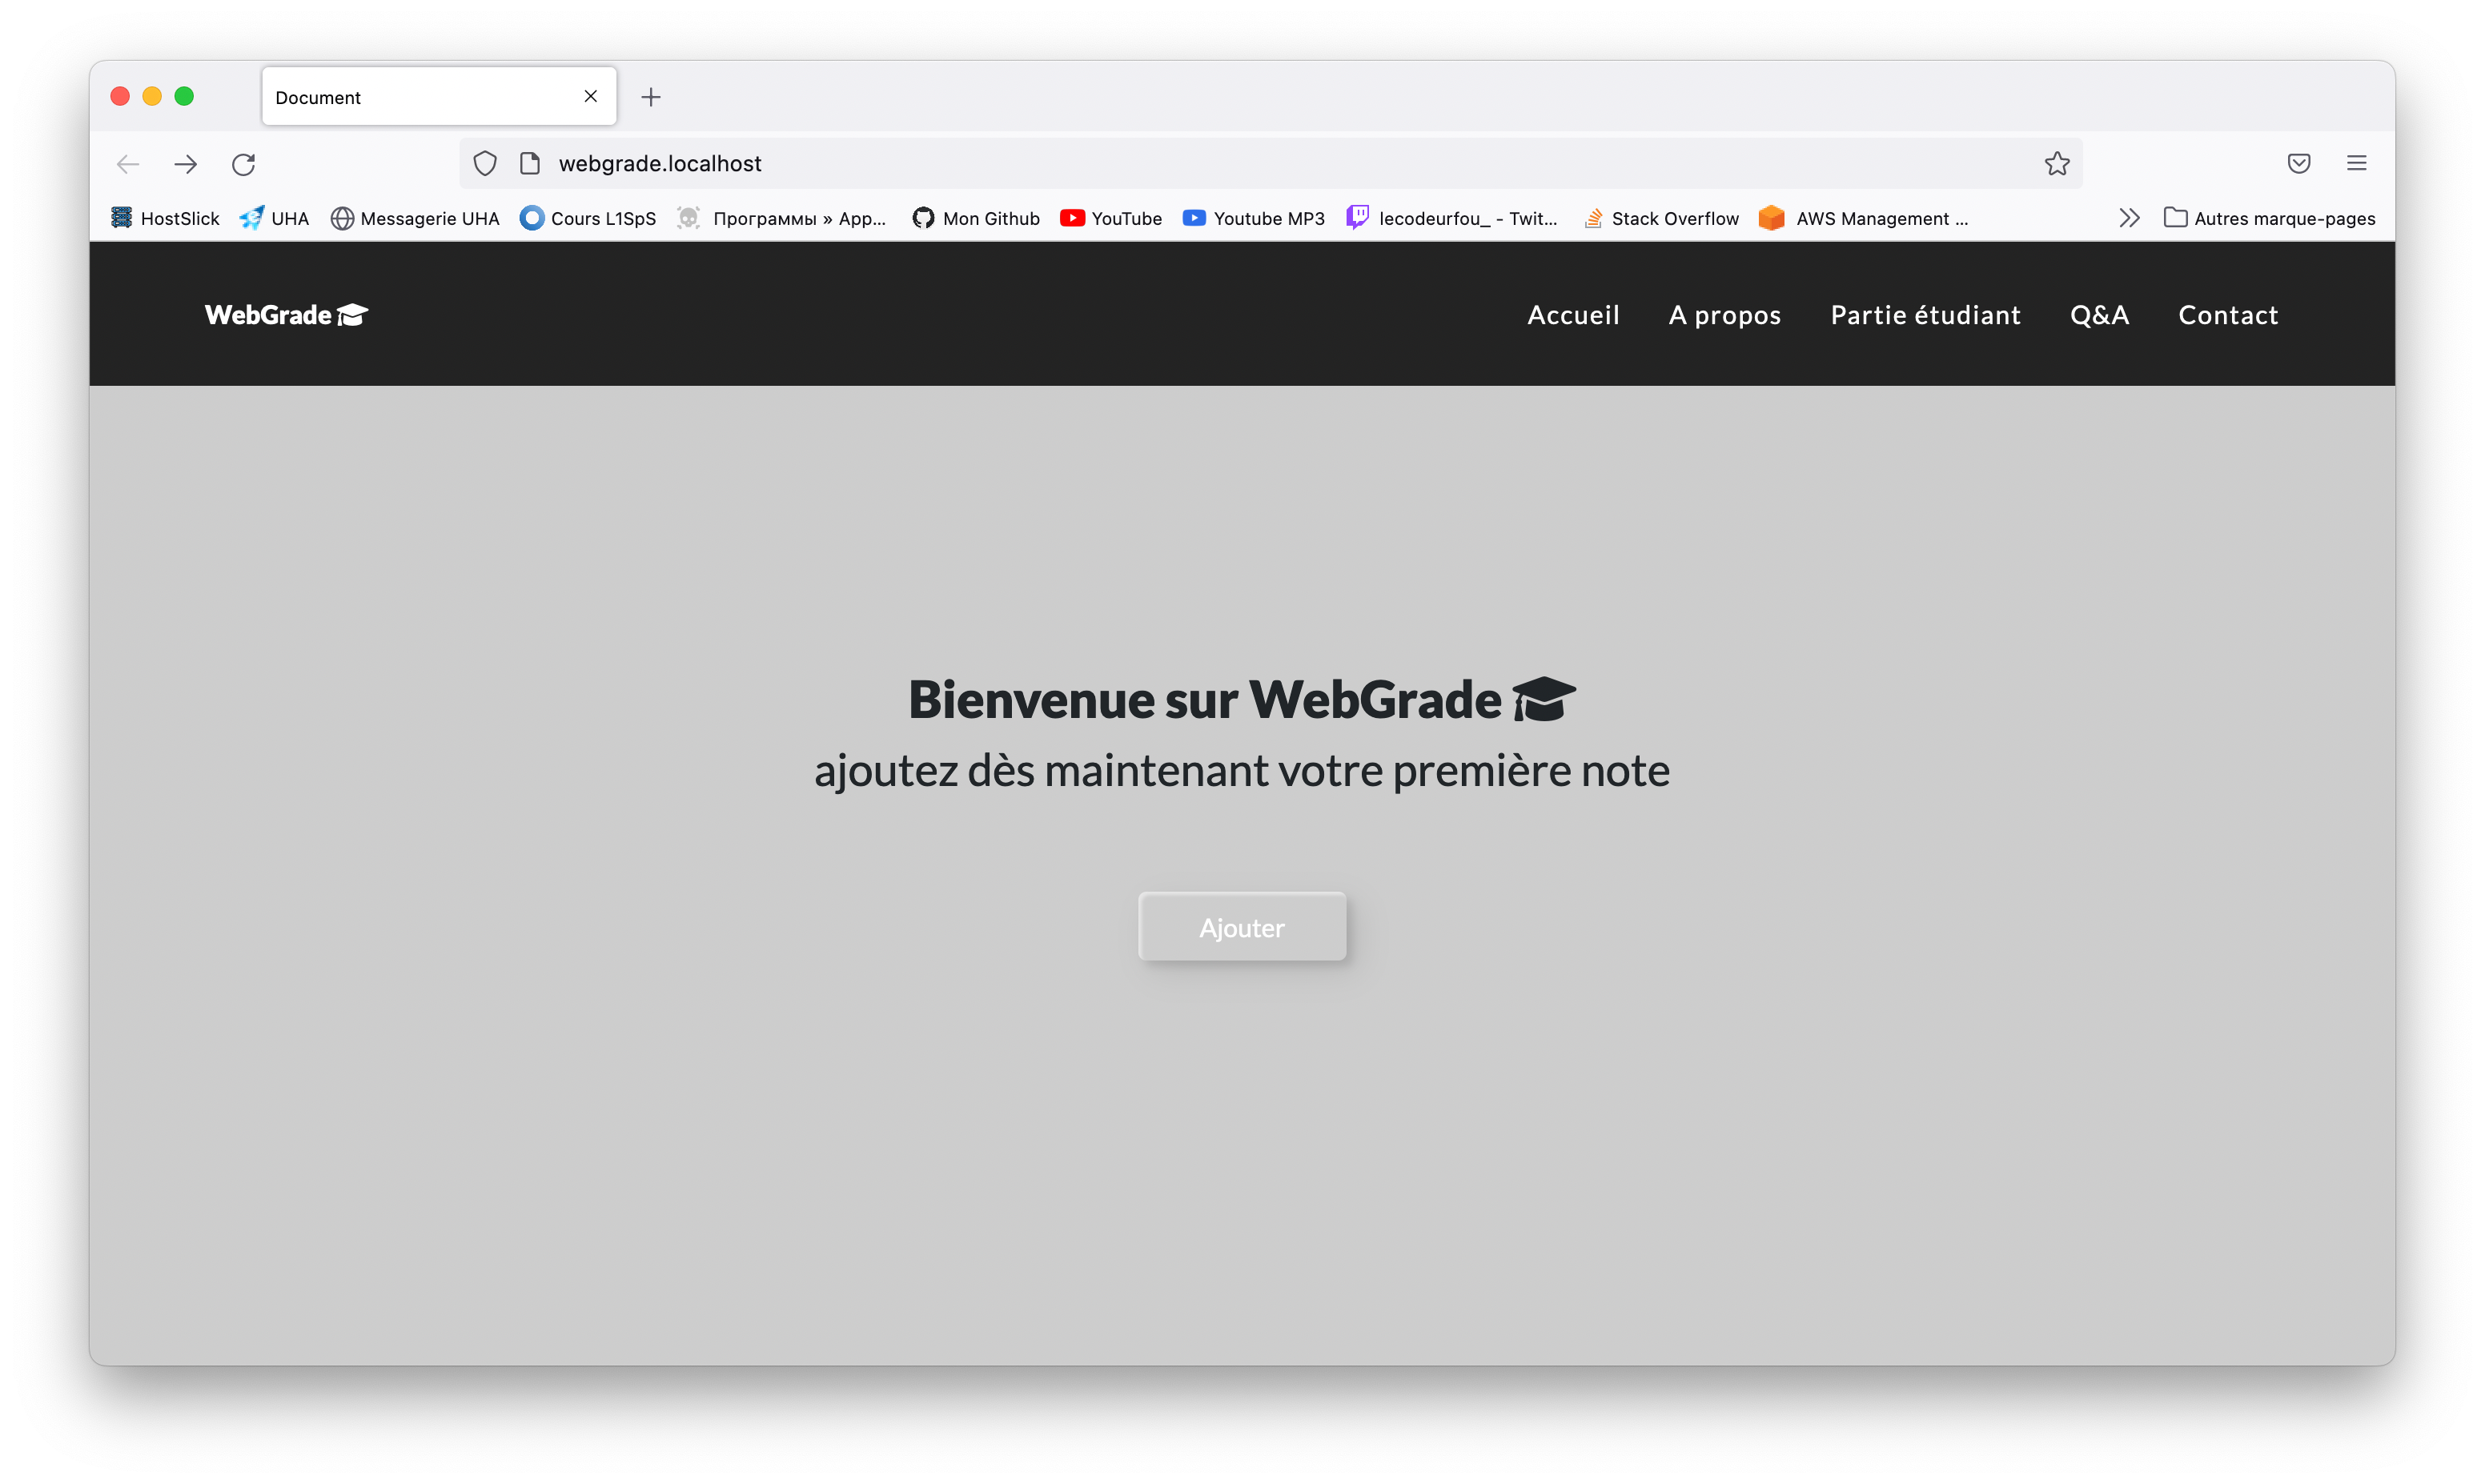 Document
webgrade.localhost
HostSlick UHA Messagerie UHA Cours L1SpS Программы » App... Mon Github YouTube Youtube MP3 lecodeurfou_ - Twit... Stack Overflow AWS Management ... Autres marque-pages
WebGrade Accueil A propos Partie étudiant Q&A Contact
Bienvenue sur WebGrade
ajoutez dès maintenant votre première note
Ajouter